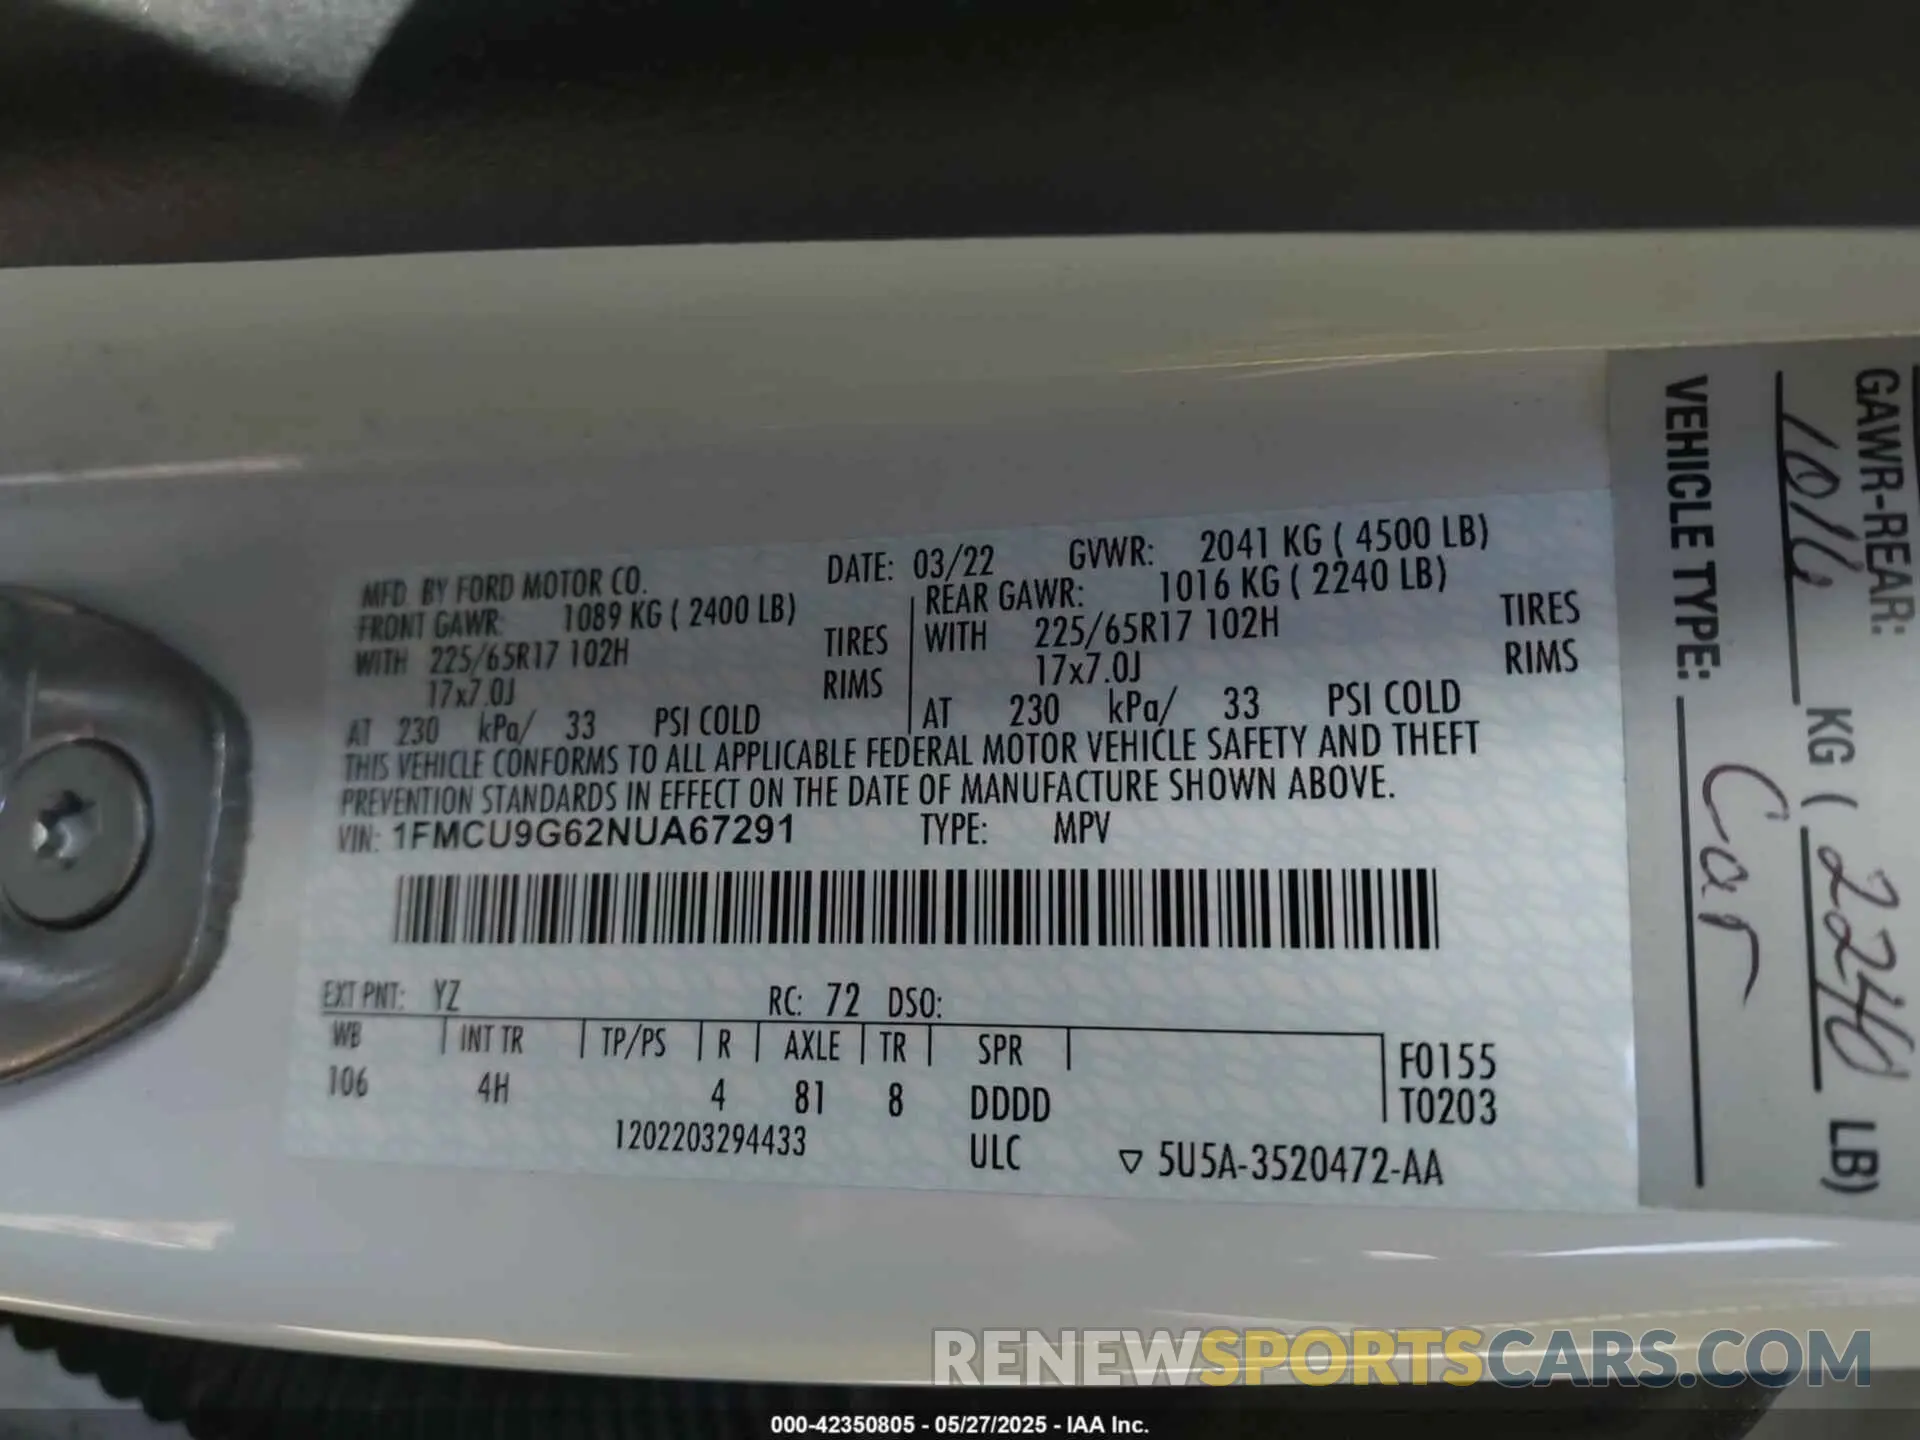 MFD. BY FORD MOTOR CO.
DATE: 03/22 GVWR: 2041 KG ( 4500 LB)
FRONT GAWR: 1089 KG ( 2400 LB)
REAR GAWR: 1016 KG ( 2240 LB)
WITH 225/65R17 102H TIRES
WITH 225/65R17 102H TIRES
17x7.0J RIMS
17x7.0J RIMS
AT 230 kPa/ 33 PSI COLD
AT 230 kPa/ 33 PSI COLD
THIS VEHICLE CONFORMS TO ALL APPLICABLE FEDERAL MOTOR VEHICLE SAFETY AND THEFT
PREVENTION STANDARDS IN EFFECT ON THE DATE OF MANUFACTURE SHOWN ABOVE.
VIN: 1FMCU9G62NUA67291 TYPE: MPV
EXT PNT: YZ RC: 72 DSO:
WB INT TR TP/PS R AXLE TR SPR
106 4H 4 81 8 DDDD
F0155
T0203
1202203294433 ULC ▽ 5U5A-3520472-AA
GAWR-REAR:
1016 KG ( 2240 LB)
VEHICLE TYPE: Car
RENEWSPORTSCARS.COM
000-42350805 - 05/27/2025 - IAA Inc.